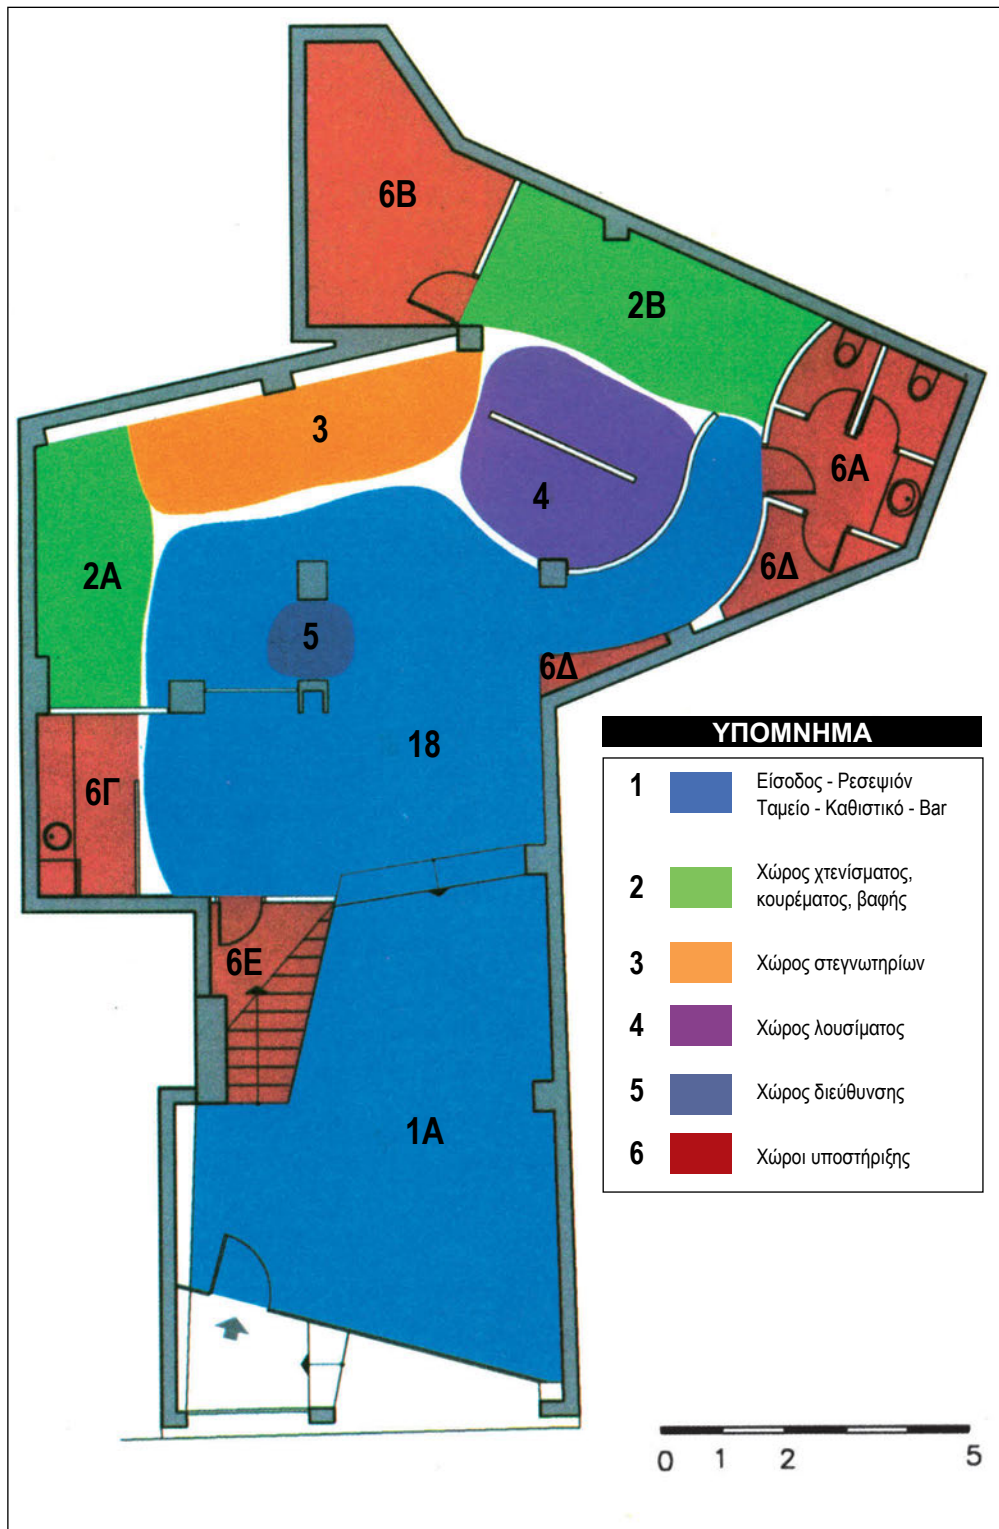 6Β
2Β
3
4
6Α
2Α
5
6Δ
6Δ
18
6Γ
6Ε
1Α
ΥΠΟΜΝΗΜΑ
1 Είσοδος - Ρεσεψιόν
Ταμείο - Καθιστικό - Bar
2 Χώρος χτενίσματος,
κουρέματος, βαφής
3 Χώρος στεγνωτηρίων
4 Χώρος λουσίματος
5 Χώρος διεύθυνσης
6 Χώροι υποστήριξης
0 1 2 5